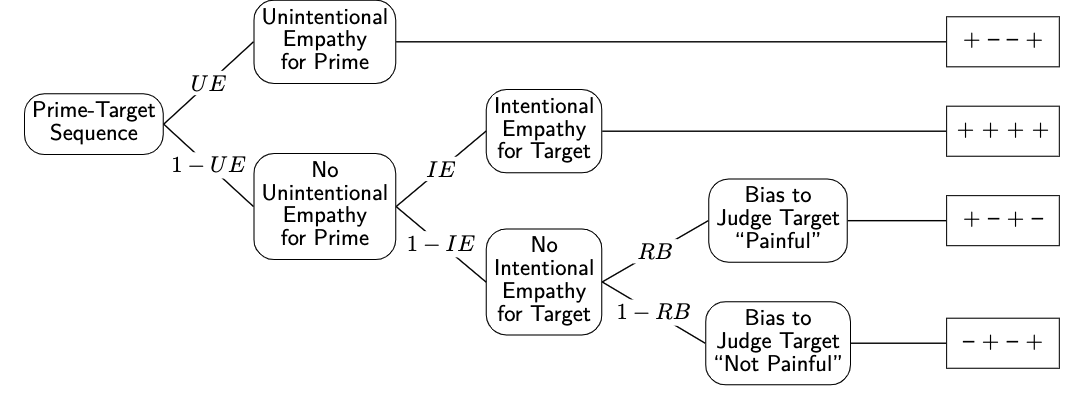 Unintentional
Empathy
for Prime
+ − − +
UE
Prime-Target
Sequence
Intentional
Empathy
for Target
+ + + +
1 − UE
No
Unintentional
Empathy
for Prime
IE
Bias to
Judge Target
“Painful”
+ − + −
1 − IE
No
Intentional
Empathy
for Target
RB
1 − RB
Bias to
Judge Target
“Not Painful”
− + − +